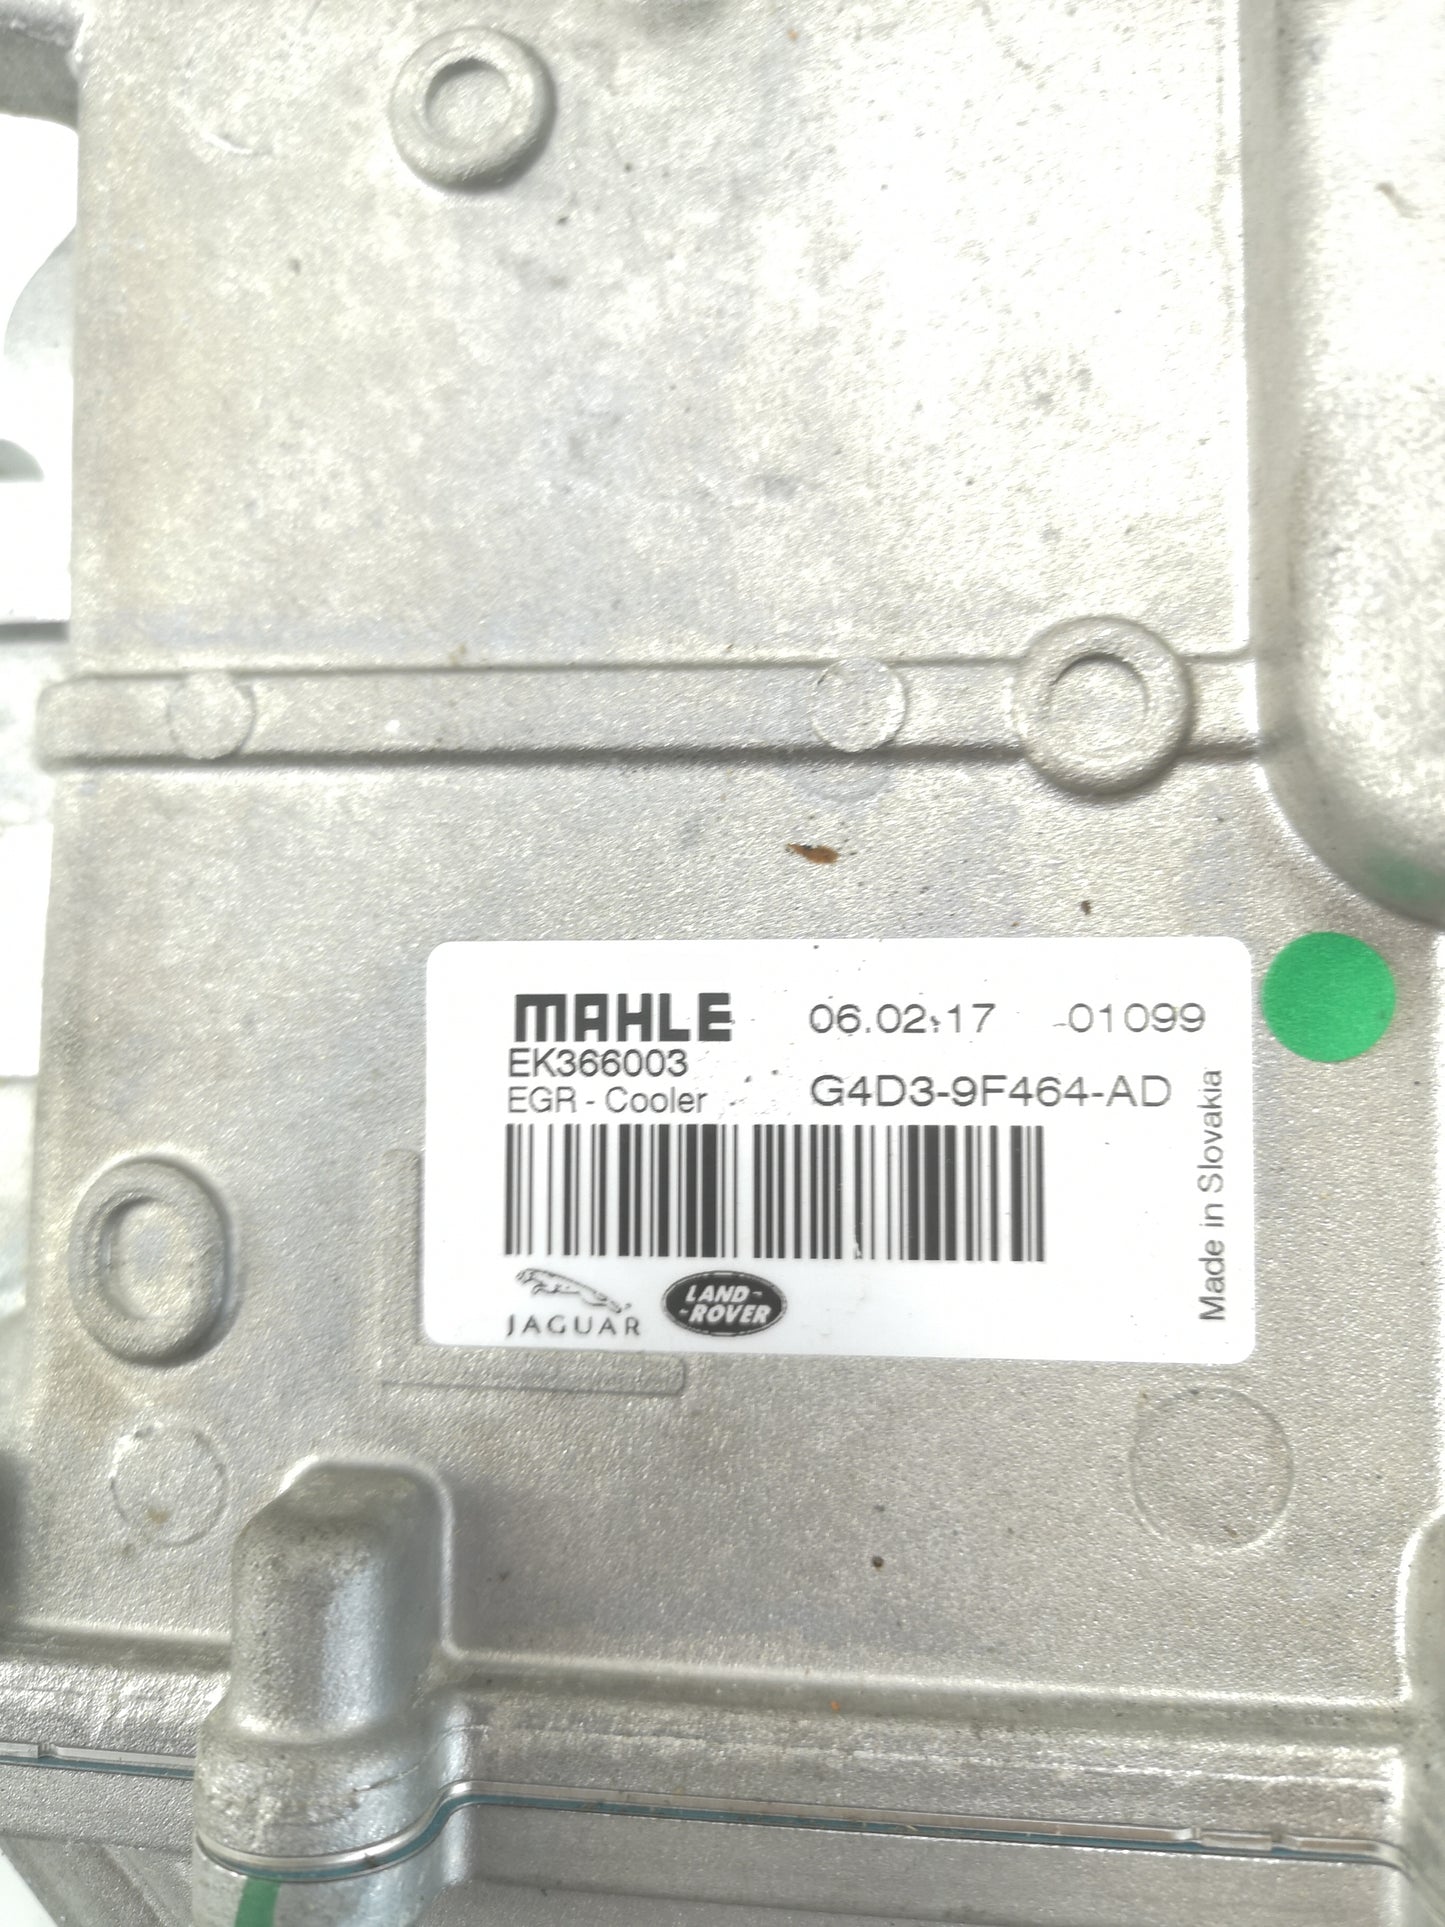 MAHLE 06.02.17 -01099
EK366003
EGR - Cooler G4D3-9F464-AD
Made in Slovakia
JAGUAR
LAND-
-ROVER